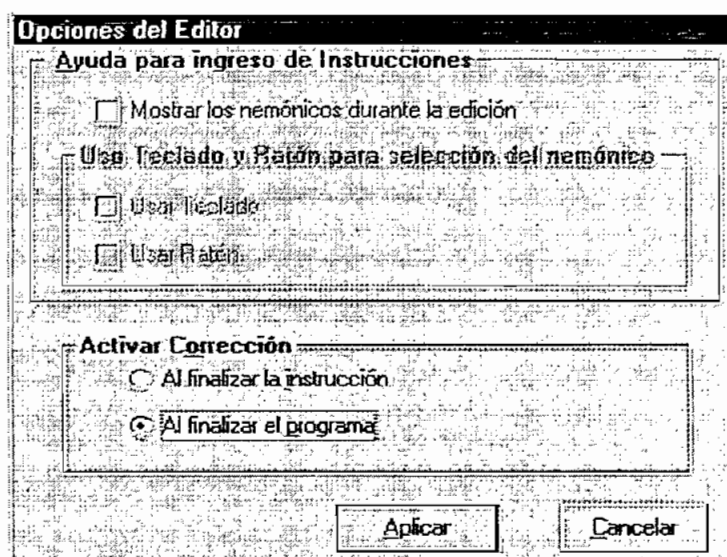 Opciones del Editor
Ayuda para ingreso de Instrucciones
Mostrar los nemónicos durante la edición
Uso Teclado y Ratón para selección del nemónico
Usar Teclado
Usar Ratón
Activar Corrección
Al finalizar la instrucción
Al finalizar el programa
Aplicar
Cancelar